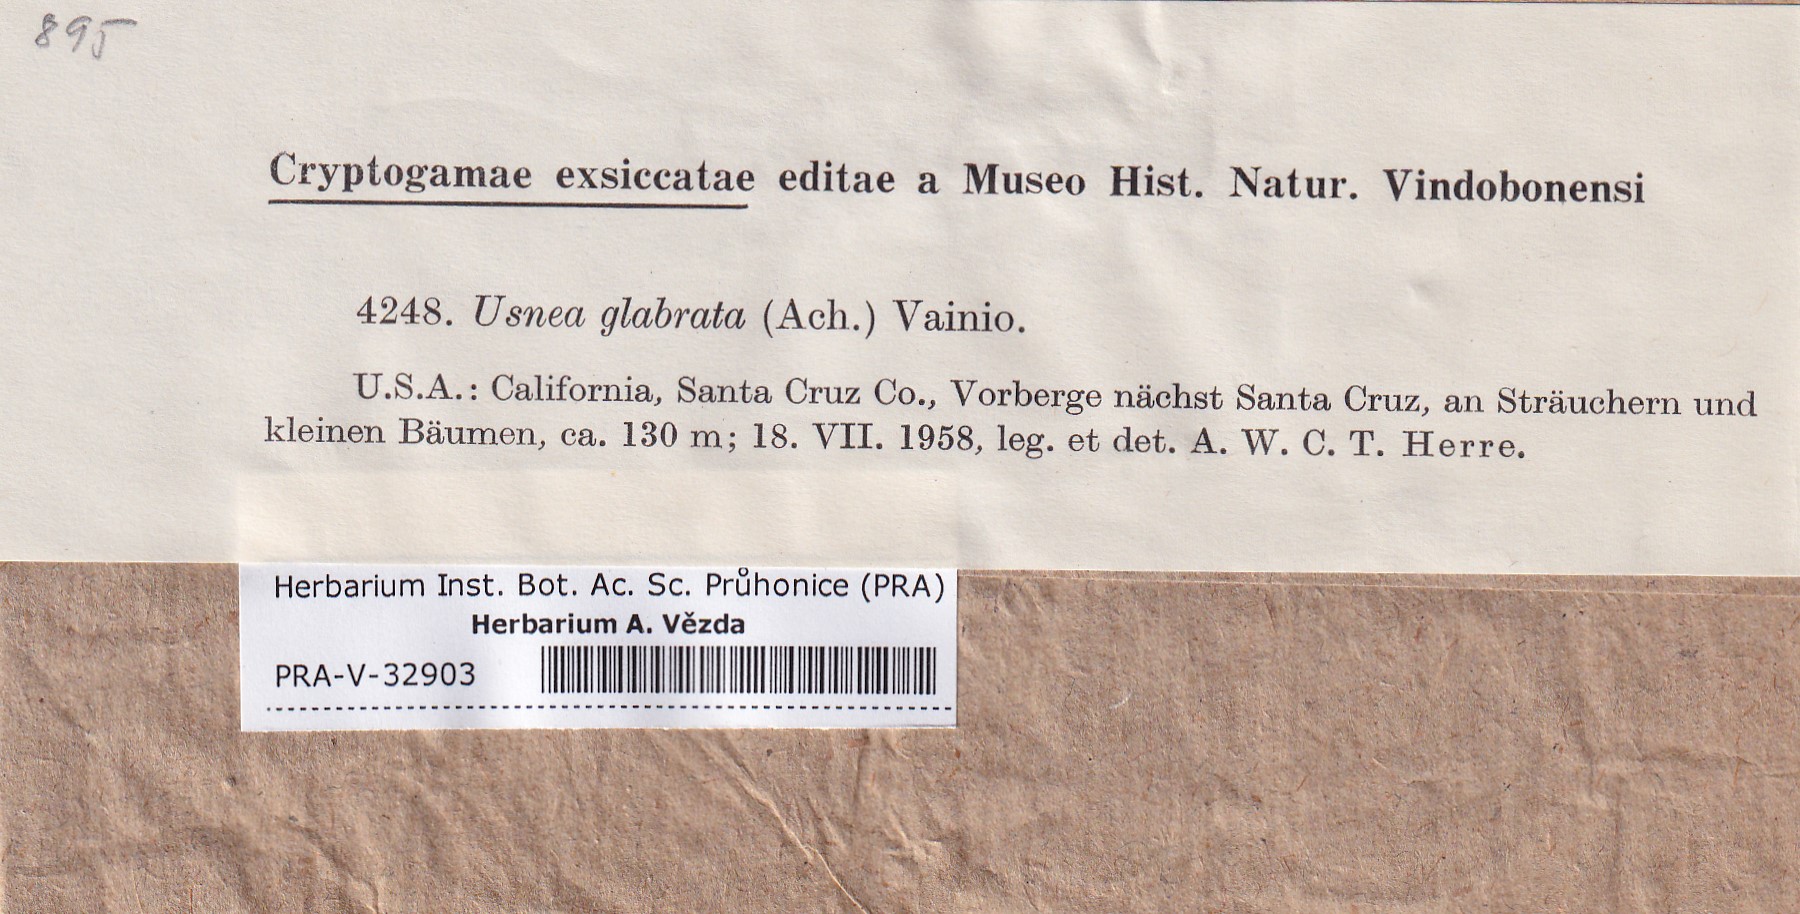 895
Cryptogamae exsiccatae editae a Museo Hist. Natur. Vindobonensi
4248. Usnea glabrata (Ach.) Vainio.
U.S.A.: California, Santa Cruz Co., Vorberge nächst Santa Cruz, an Sträuchern und
kleinen Bäumen, ca. 130 m; 18. VII. 1958, leg. et det. A. W. C. T. Herre.
Herbarium Inst. Bot. Ac. Sc. Průhonice (PRA)
Herbarium A. Vězda
PRA-V-32903